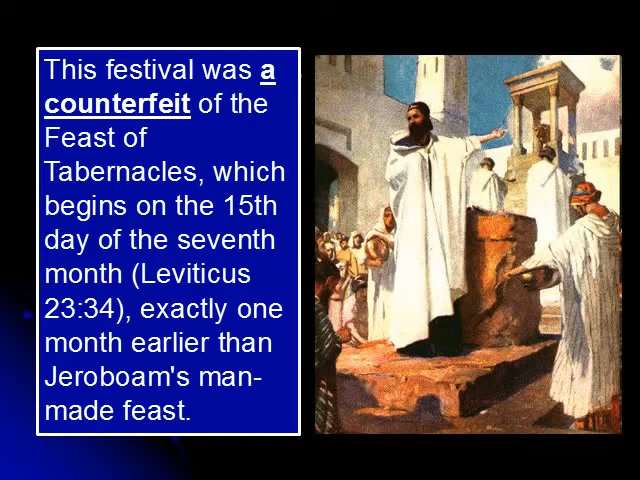 This festival was a
counterfeit of the
Feast of
Tabernacles, which
begins on the 15th
day of the seventh
month (Leviticus
23:34), exactly one
month earlier than
Jeroboam's man-
made feast.